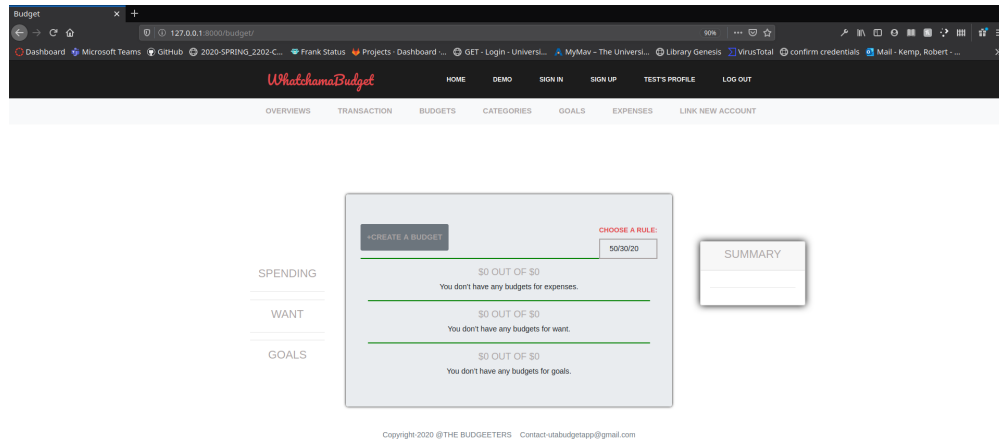 Budget
127.0.0.1:8000/budget/
90%
Dashboard Microsoft Teams GitHub 2020-SPRING_2202-C... Frank Status Projects · Dashboard ·... GET - Login - Universi... MyMav – The Universi... Library Genesis VirusTotal confirm credentials Mail - Kemp, Robert - ...
WhatchamaBudget HOME DEMO SIGN IN SIGN UP TEST'S PROFILE LOG OUT
OVERVIEWS TRANSACTION BUDGETS CATEGORIES GOALS EXPENSES LINK NEW ACCOUNT
CHOOSE A RULE:
+CREATE A BUDGET
50/30/20
SUMMARY
SPENDING
$0 OUT OF $0
You don't have any budgets for expenses.
WANT
$0 OUT OF $0
You don't have any budgets for want.
GOALS
$0 OUT OF $0
You don't have any budgets for goals.
Copyright-2020 @THE BUDGEETERS Contact-utabudgetapp@gmail.com